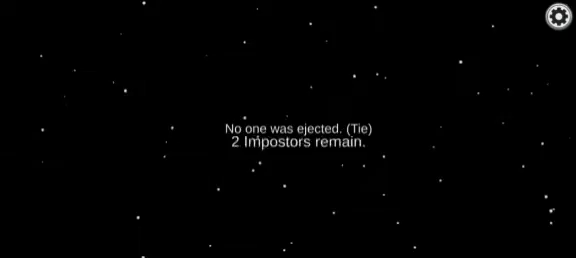 No one was ejected. (Tie)
2 Impostors remain.